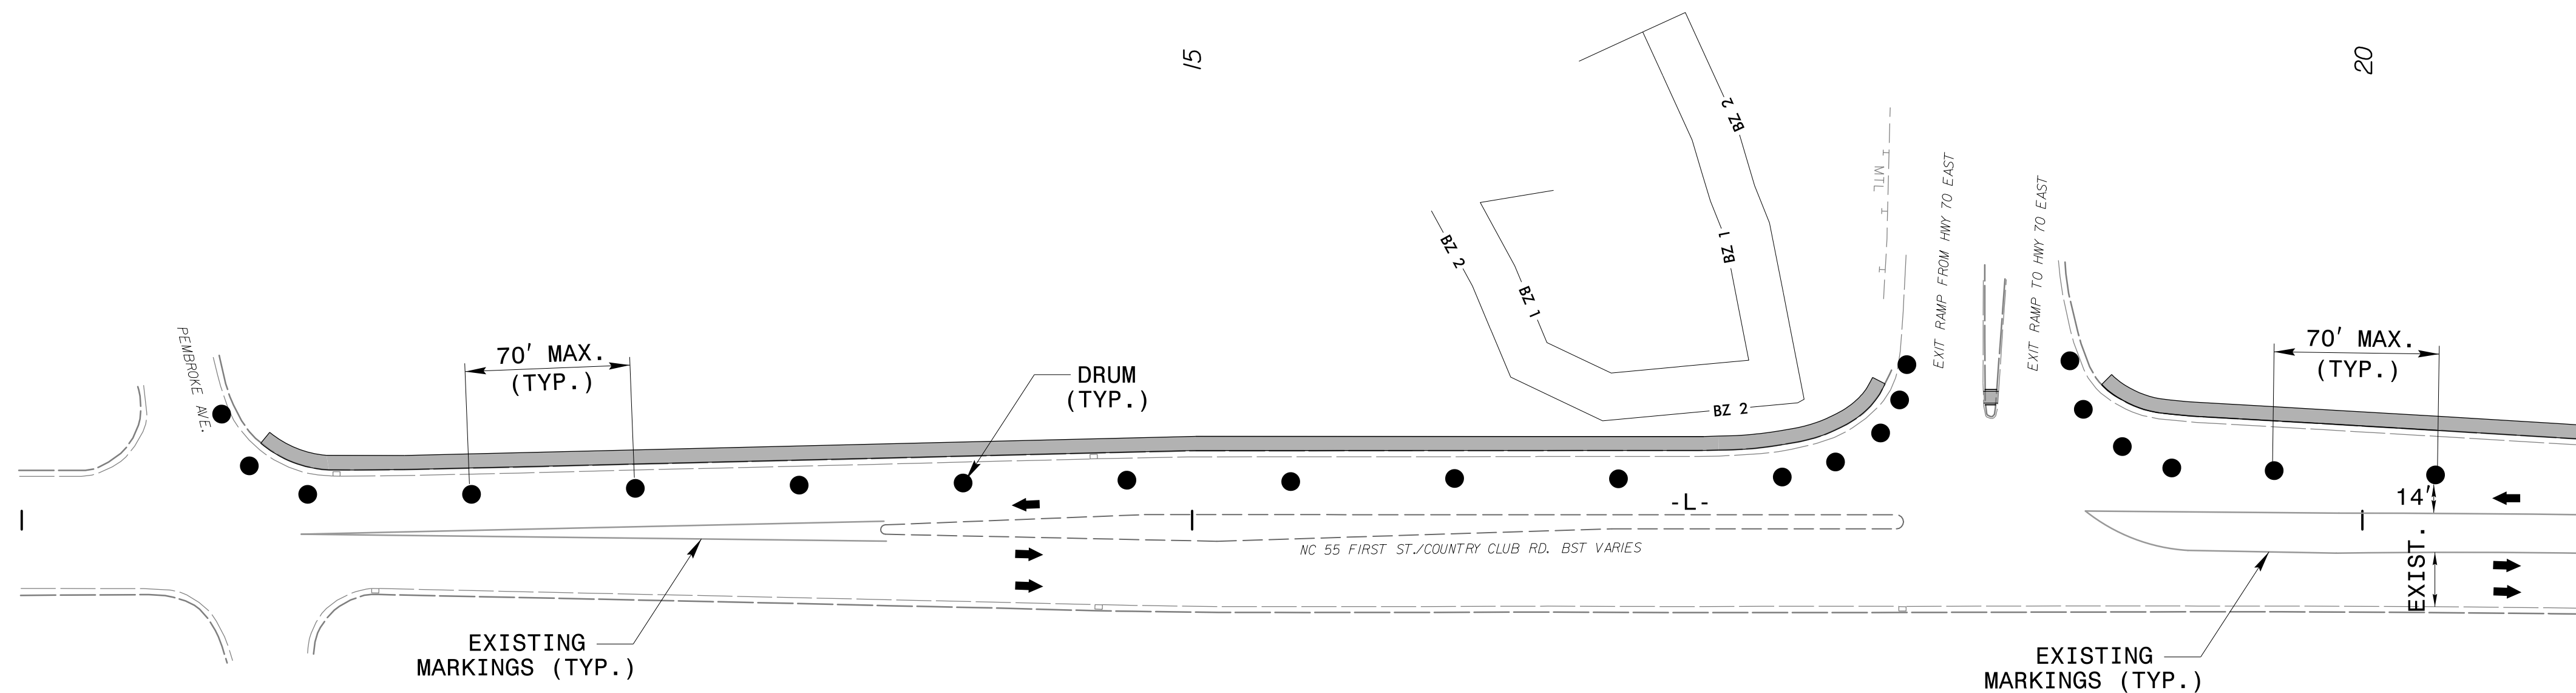 15
20
BZ 2
BZ 1
BZ 2
BZ 1
BZ 2
MTL
EXIT RAMP FROM HWY 70 EAST
EXIT RAMP TO HWY 70 EAST
PEMBROKE AVE.
70' MAX.
(TYP.)
DRUM
(TYP.)
70' MAX.
(TYP.)
-L-
14'
EXIST.
NC 55 FIRST ST./COUNTRY CLUB RD. BST VARIES
EXISTING
MARKINGS (TYP.)
EXISTING
MARKINGS (TYP.)